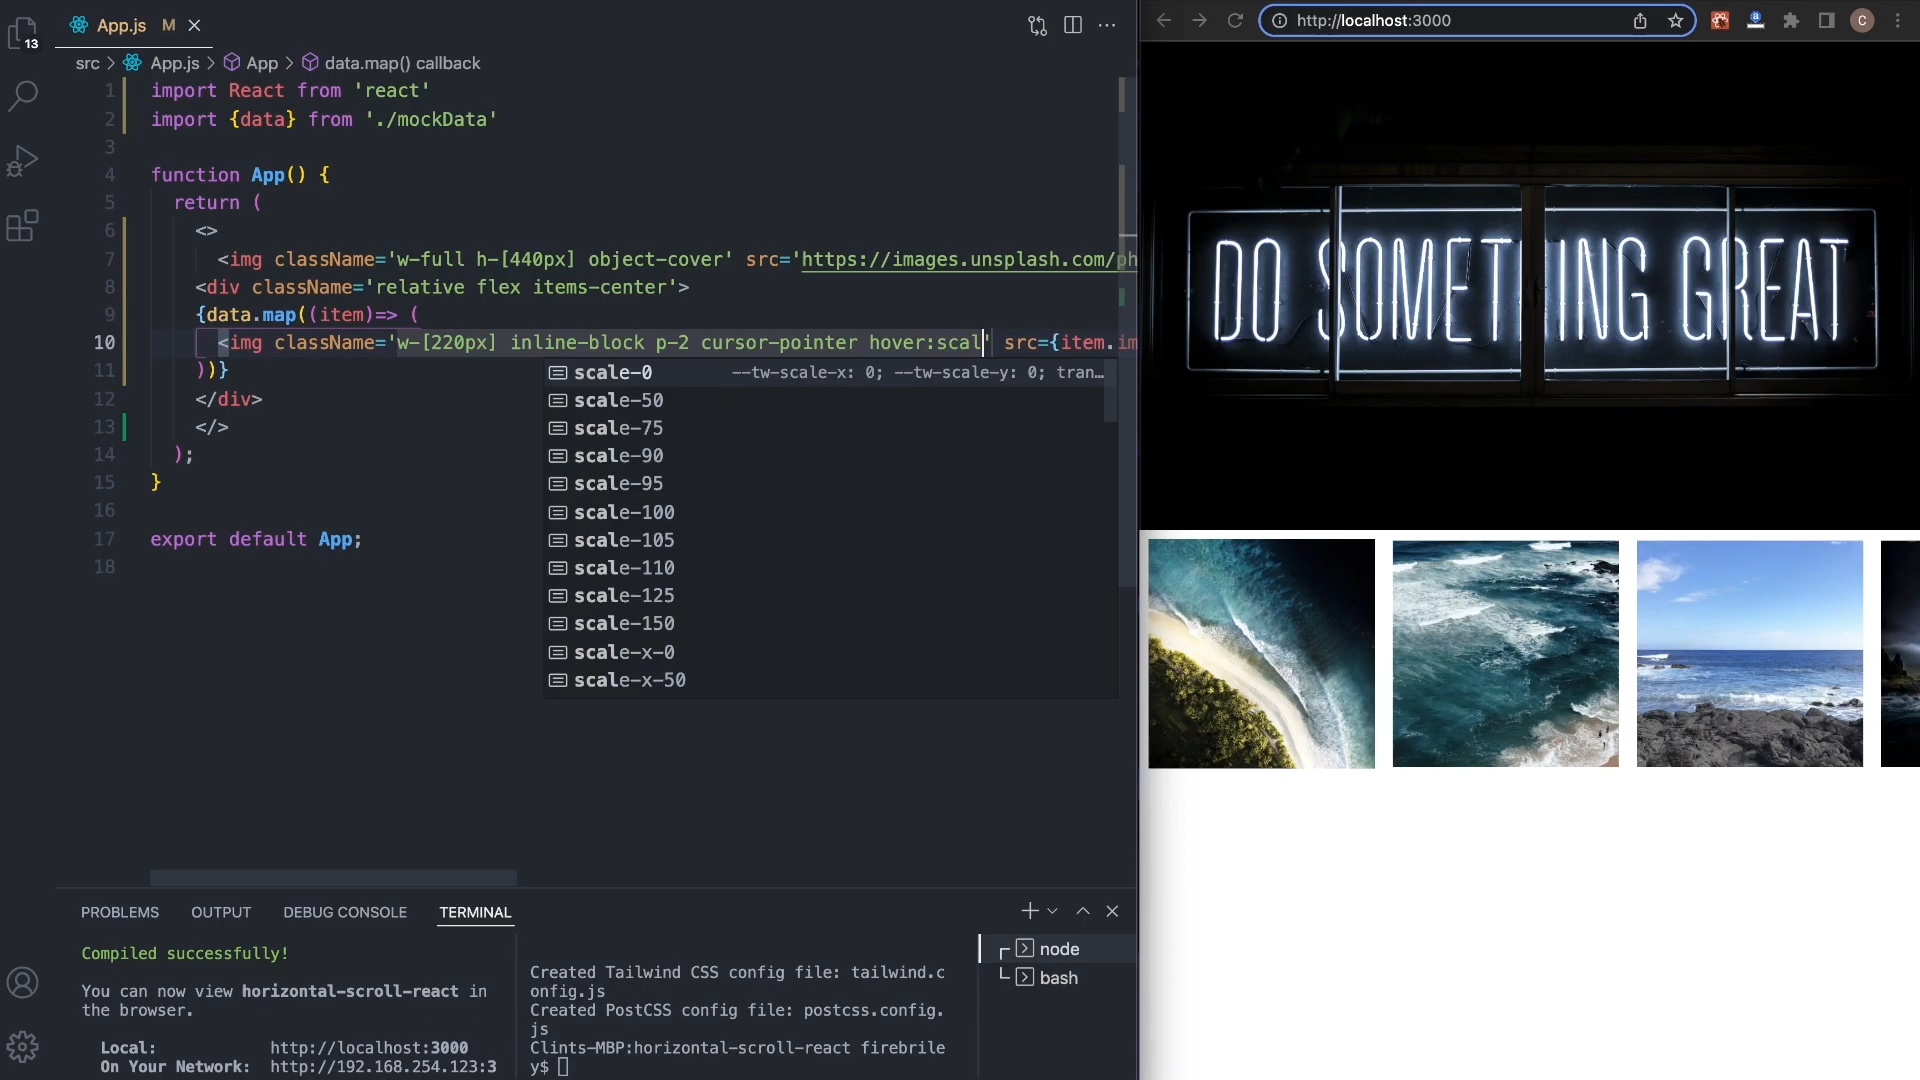 App.js M
13
src > App.js > App > data.map() callback
1 import React from 'react'
2 import {data} from './mockData'
3
4 function App() {
5 return (
6 <>
7 <img className='w-full h-[440px] object-cover' src='https://images.unsplash.com/ph
8 <div className='relative flex items-center'>
9 {data.map((item)=> (
10 <img className='w-[220px] inline-block p-2 cursor-pointer hover:scal' src={item.im
11 ))}
12 </div>
13 </>
14 );
15 }
16
17 export default App;
18
scale-0 --tw-scale-x: 0; --tw-scale-y: 0; tran…
scale-50
scale-75
scale-90
scale-95
scale-100
scale-105
scale-110
scale-125
scale-150
scale-x-0
scale-x-50
PROBLEMS OUTPUT DEBUG CONSOLE TERMINAL
Compiled successfully!
You can now view horizontal-scroll-react in
the browser.
Local: http://localhost:3000
On Your Network: http://192.168.254.123:3
Created Tailwind CSS config file: tailwind.c
onfig.js
Created PostCSS config file: postcss.config.
js
Clints-MBP:horizontal-scroll-react firebrile
y$
node
bash
http://localhost:3000
C
DO SOMETHING GREAT